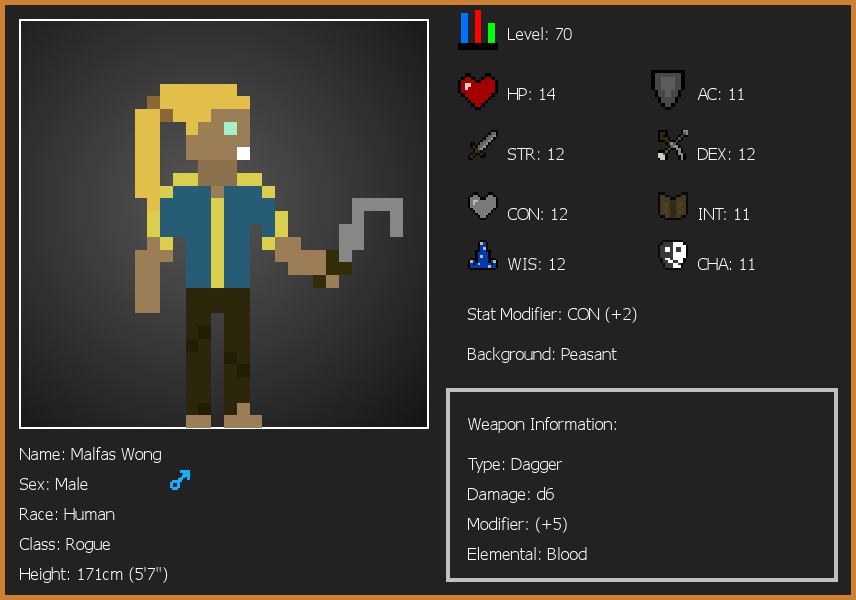 Level: 70
HP: 14
AC: 11
STR: 12
DEX: 12
CON: 12
INT: 11
WIS: 12
CHA: 11
Stat Modifier: CON (+2)
Background: Peasant
Weapon Information:
Type: Dagger
Damage: d6
Modifier: (+5)
Elemental: Blood
Name: Malfas Wong
Sex: Male
Race: Human
Class: Rogue
Height: 171cm (5'7")